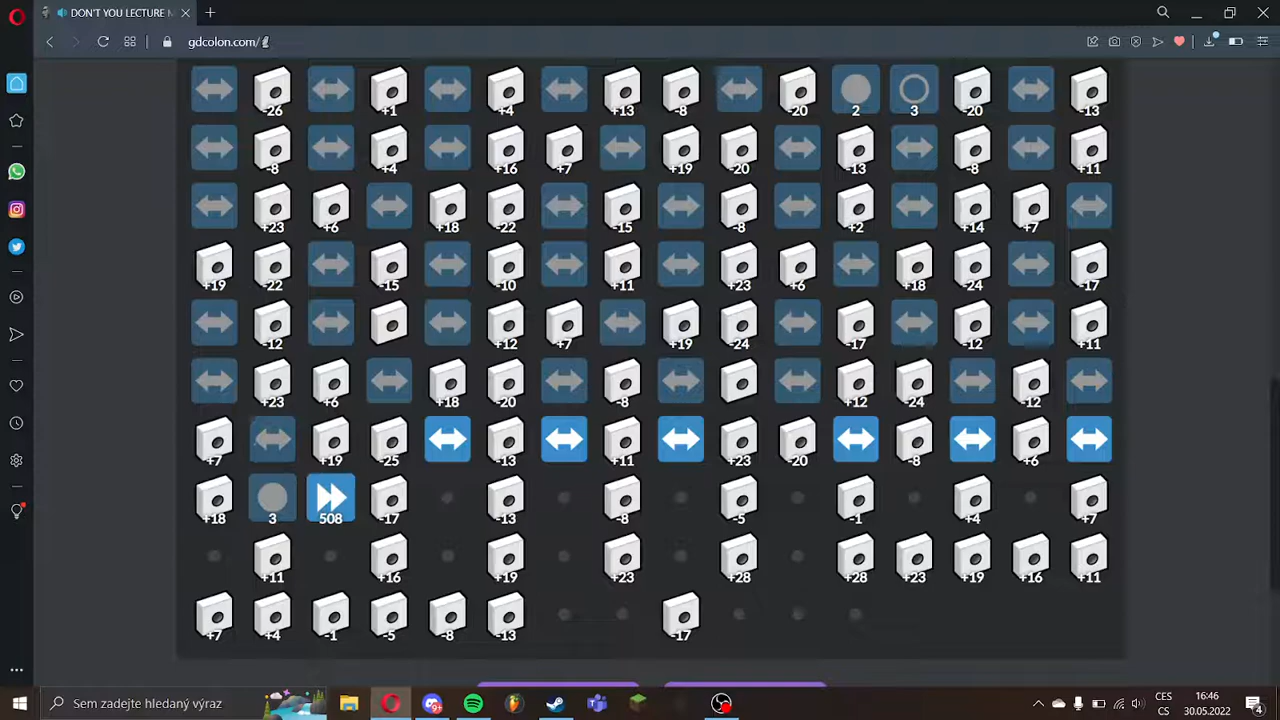 DON'T YOU LECTURE M
gdcolon.com/🗿
-26 +1 +4 +13 -8 -20 2 3 -20 -13
-8 +4 +16 +7 +19 -20 -13 -8 +11
+23 +6 +18 -22 -15 -8 +2 +14 +7
+19 -22 -15 -10 +11 +23 +6 +18 -24 -17
-12 +12 +7 +19 -24 -17 -12 +11
+23 +6 +18 -20 -8 +12 -24 -12
+7 +19 -25 -13 +11 +23 -20 -8 +6
+18 3 508 -17 -13 -8 -5 -1 +4 +7
+11 +16 +19 +23 +28 +28 +23 +19 +16 +11
+7 +4 -1 -5 -8 -13 -17
Sem zadejte hledaný výraz
CES 16:46
CS 30.05.2022 4